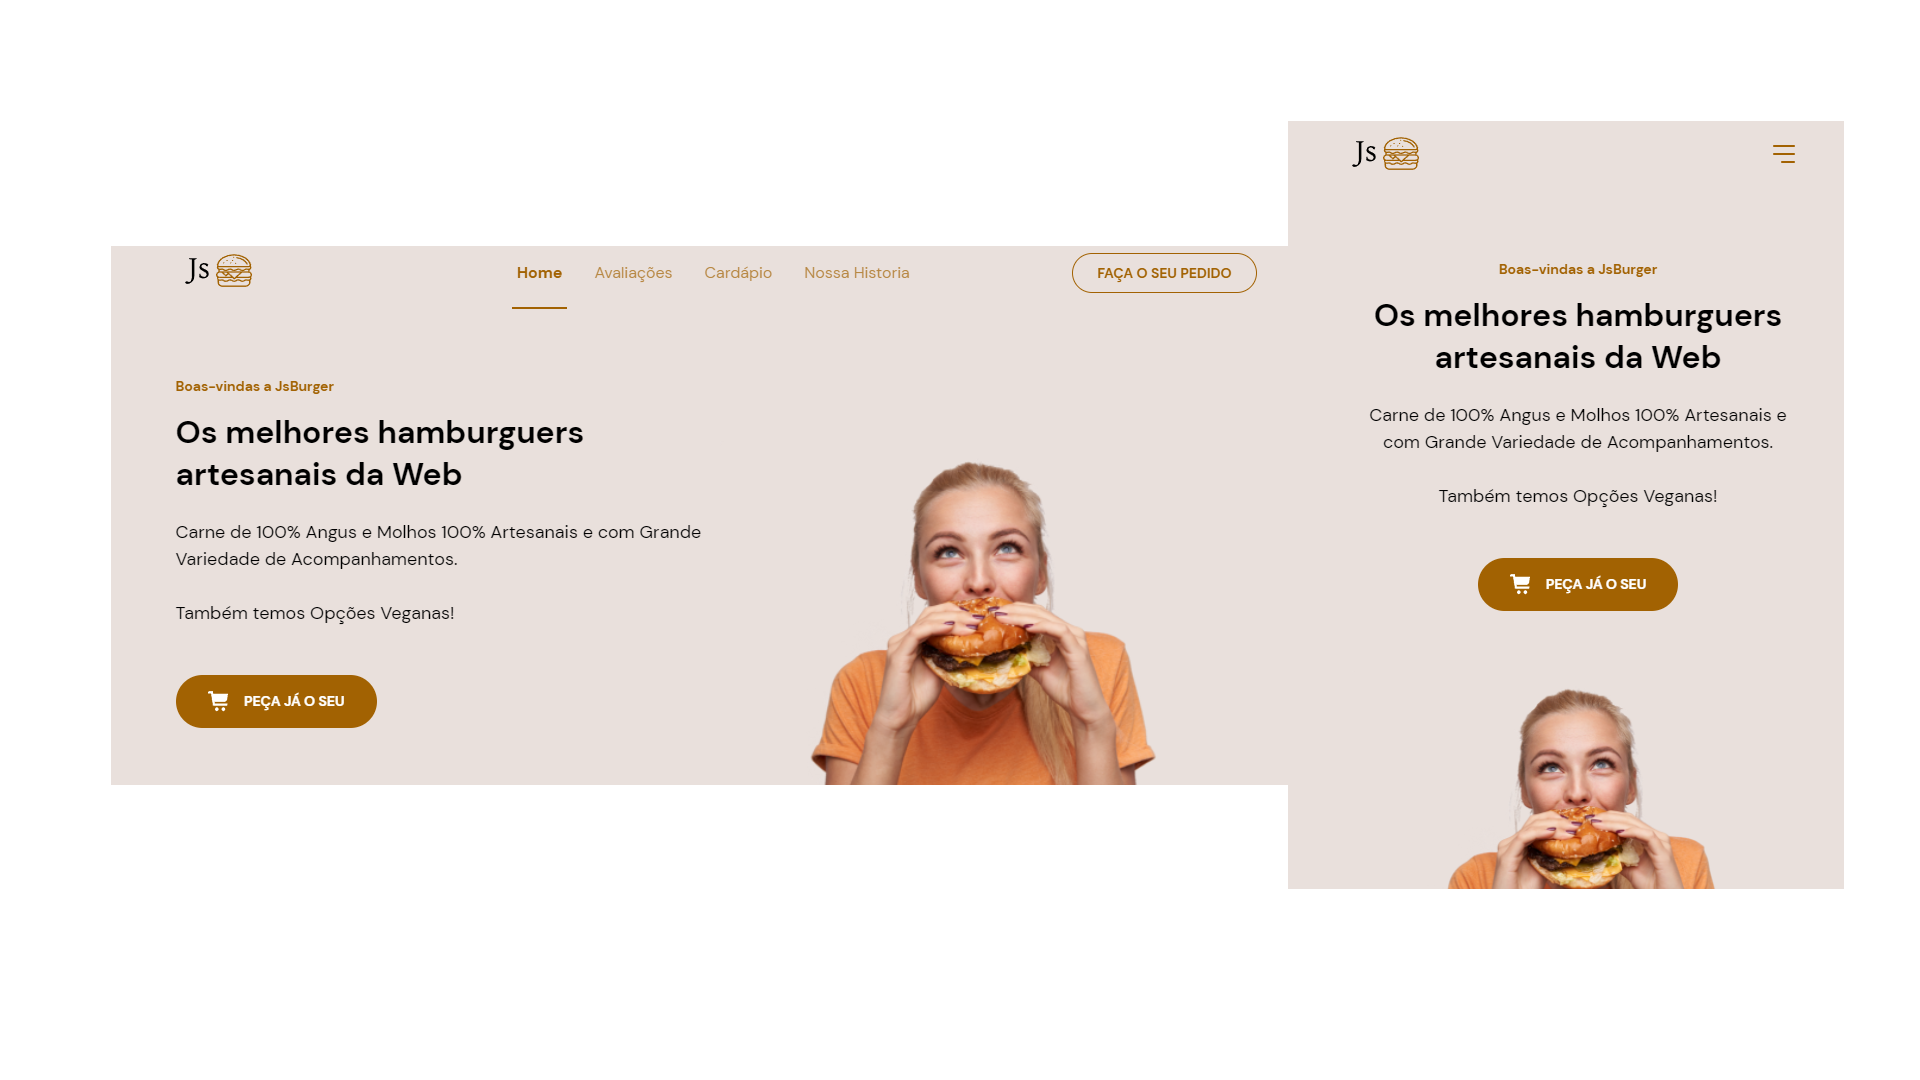 Js
Home
Avaliações
Cardápio
Nossa Historia
FAÇA O SEU PEDIDO
Boas-vindas a JsBurger
Os melhores hamburguers
artesanais da Web
Carne de 100% Angus e Molhos 100% Artesanais e com Grande
Variedade de Acompanhamentos.
Também temos Opções Veganas!
PEÇA JÁ O SEU
Js
Boas-vindas a JsBurger
Os melhores hamburguers
artesanais da Web
Carne de 100% Angus e Molhos 100% Artesanais e
com Grande Variedade de Acompanhamentos.
Também temos Opções Veganas!
PEÇA JÁ O SEU